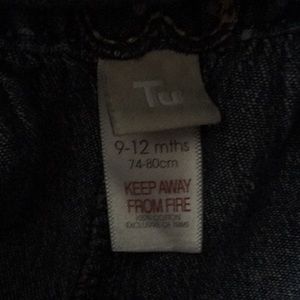 Tu
9-12 mths
74-80cm
KEEP AWAY
FROM FIRE
100% COTTON
EXCLUSIVE OF TRIMS